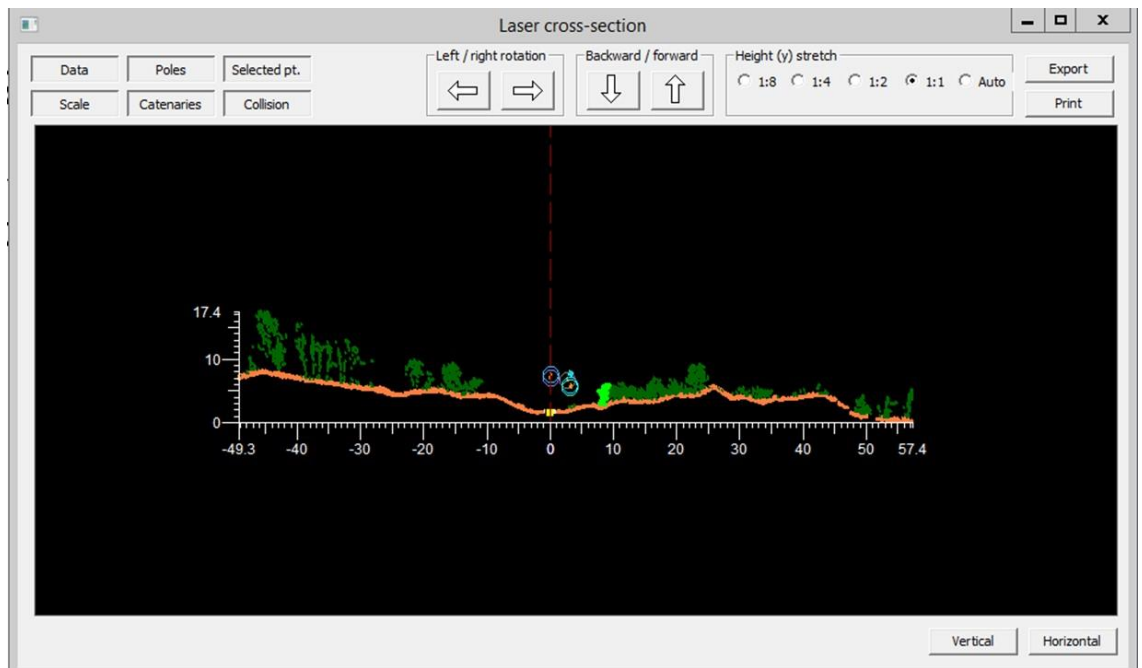 Laser cross-section
Data Poles Selected pt.
Scale Catenaries Collision
Left / right rotation
Backward / forward
Height (y) stretch
1:8 1:4 1:2 1:1 Auto
Export
Print
17.4
10
0
-49.3 -40 -30 -20 -10 0 10 20 30 40 50 57.4
Vertical Horizontal